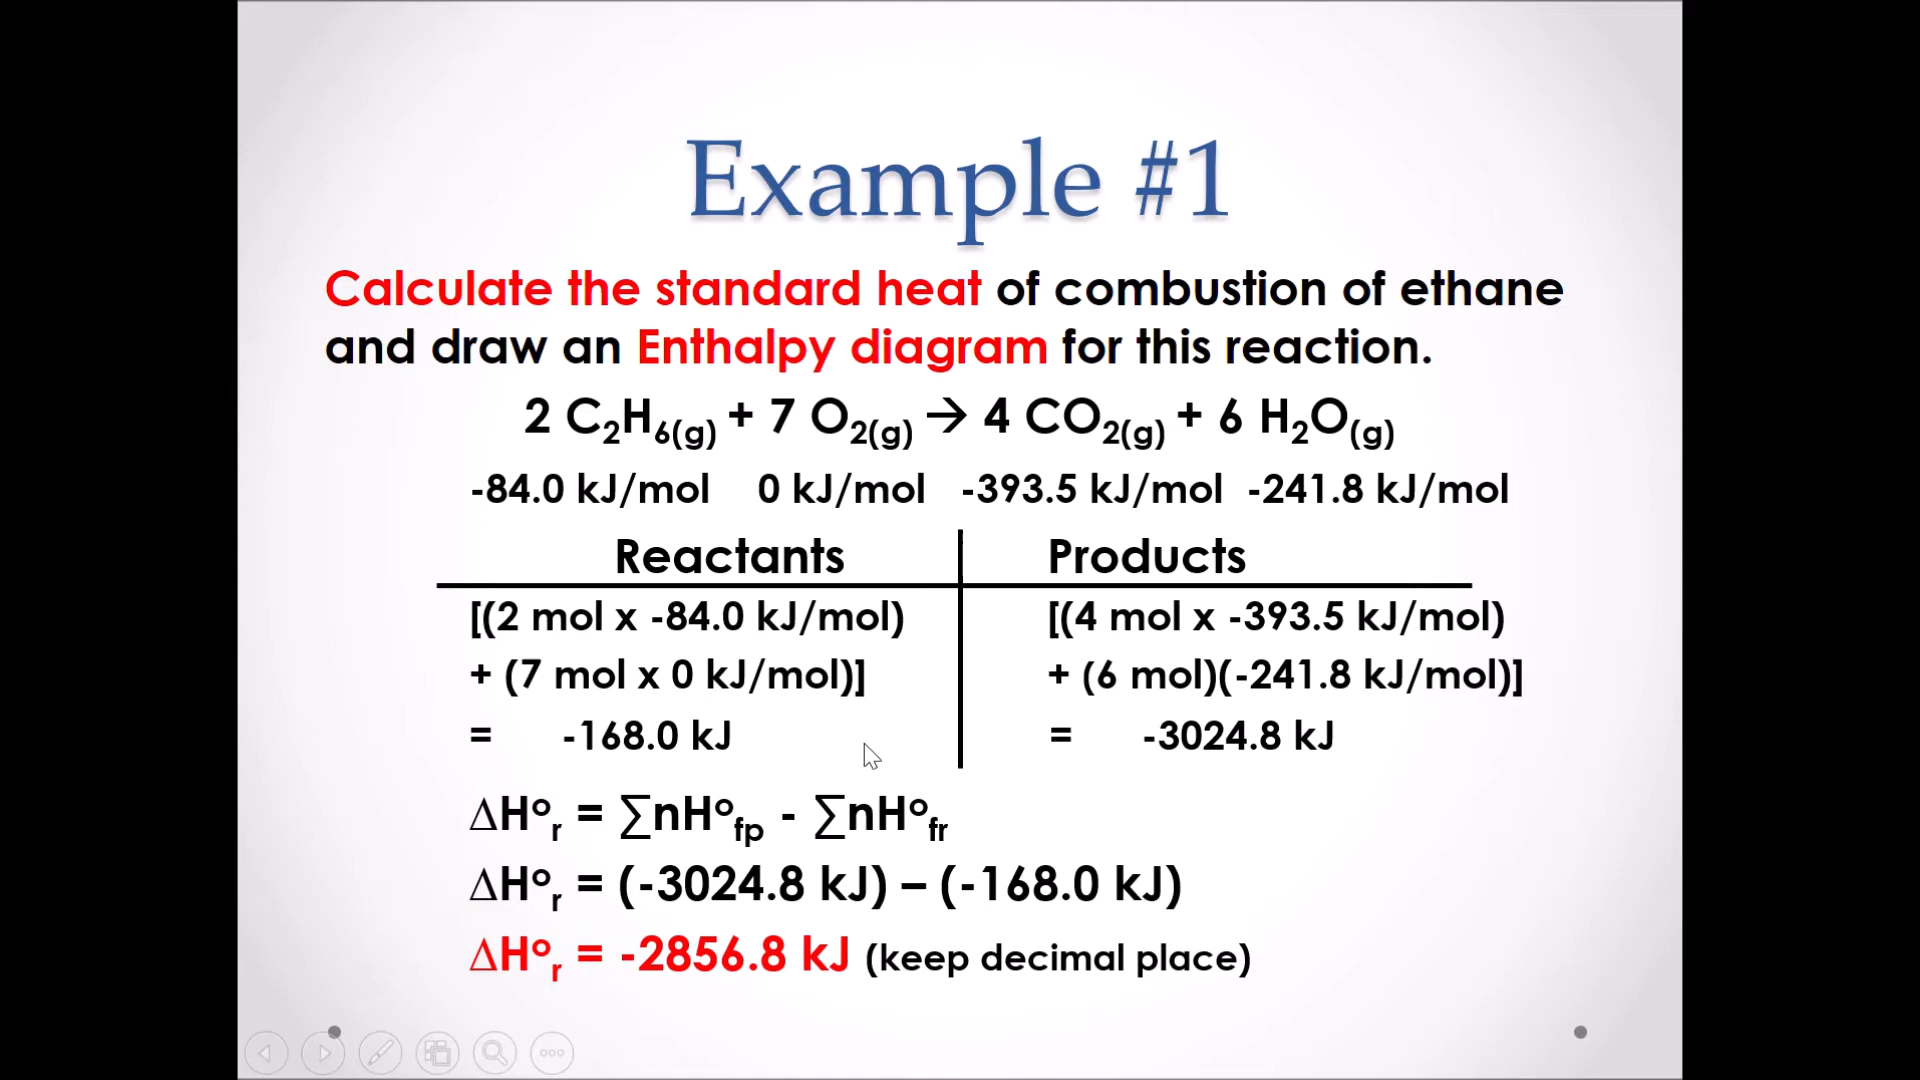 Example #1
Calculate the standard heat of combustion of ethane
and draw an Enthalpy diagram for this reaction.
2 C₂H₆₍g₎ + 7 O₂₍g₎ → 4 CO₂₍g₎ + 6 H₂O₍g₎
-84.0 kJ/mol 0 kJ/mol -393.5 kJ/mol -241.8 kJ/mol
Reactants Products
[(2 mol x -84.0 kJ/mol) [(4 mol x -393.5 kJ/mol)
+ (7 mol x 0 kJ/mol)] + (6 mol)(-241.8 kJ/mol)]
= -168.0 kJ = -3024.8 kJ
∆H°r = ∑nH°fp - ∑nH°fr
∆H°r = (-3024.8 kJ) – (-168.0 kJ)
∆H°r = -2856.8 kJ (keep decimal place)